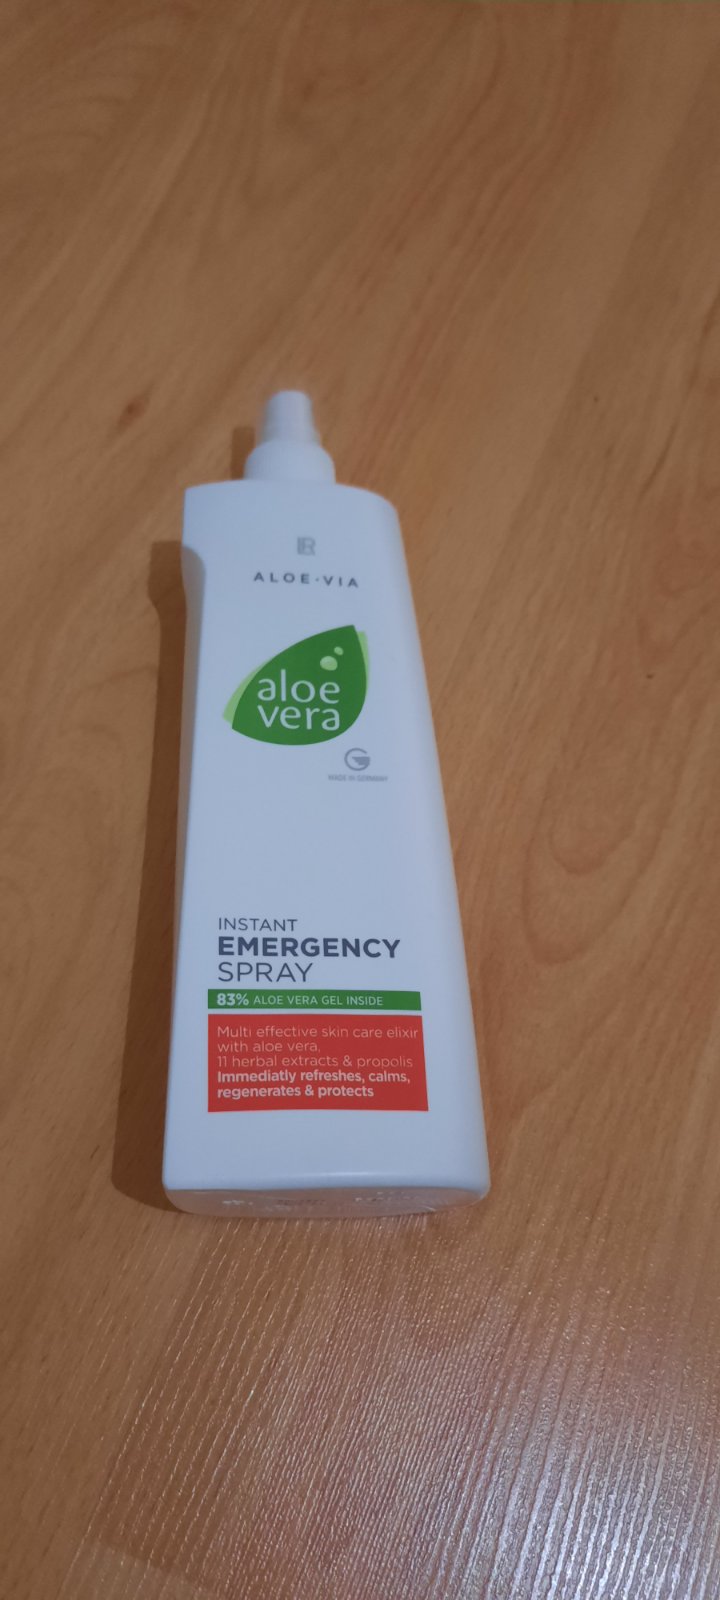 LR
ALOE·VIA
aloe
vera
MADE IN GERMANY
INSTANT
EMERGENCY
SPRAY
83% ALOE VERA GEL INSIDE
Multi effective skin care elixir
with aloe vera,
11 herbal extracts & propolis
Immediatly refreshes, calms,
regenerates & protects